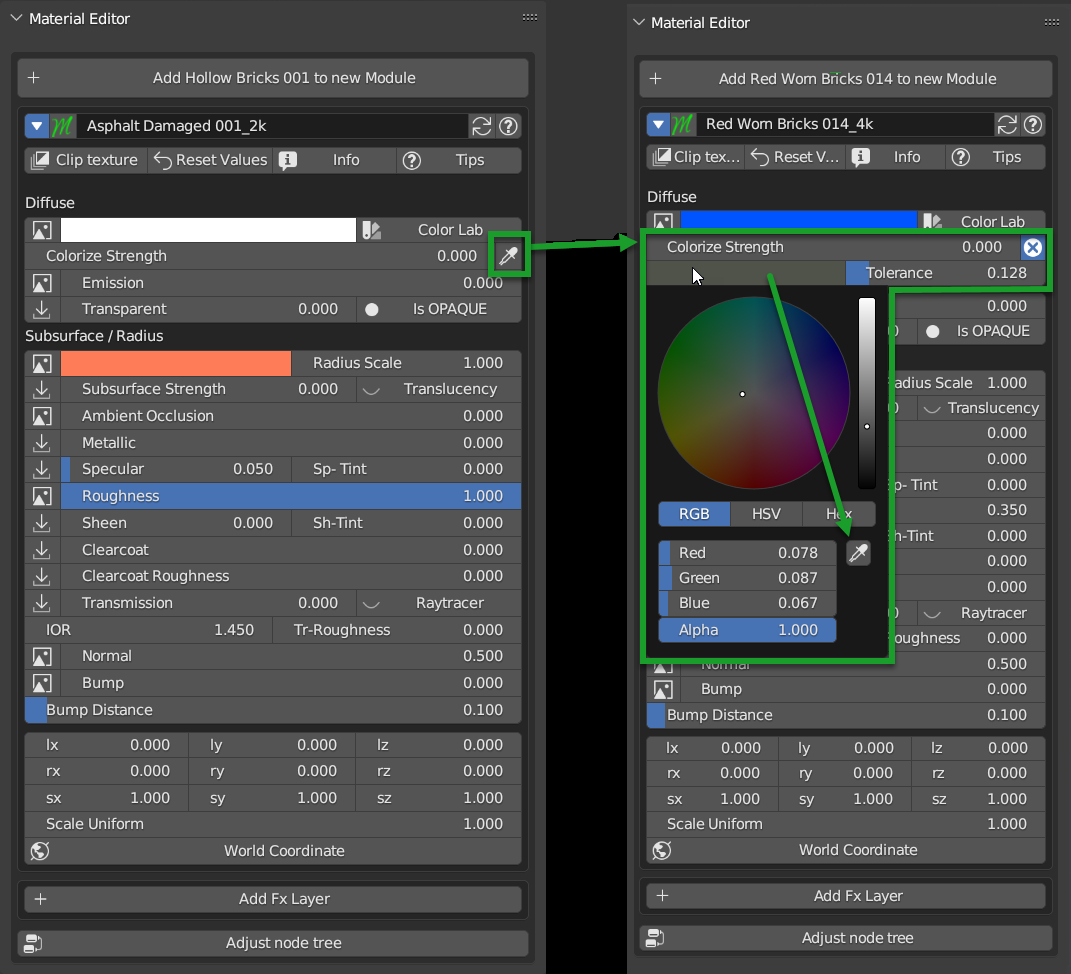 Material Editor
Add Hollow Bricks 001 to new Module
Asphalt Damaged 001_2k
Clip texture Reset Values Info Tips
Diffuse
Color Lab
Colorize Strength 0.000
Emission 0.000
Transparent 0.000 Is OPAQUE
Subsurface / Radius
Radius Scale 1.000
Subsurface Strength 0.000 Translucency
Ambient Occlusion 0.000
Metallic 0.000
Specular 0.050 Sp- Tint 0.000
Roughness 1.000
Sheen 0.000 Sh-Tint 0.000
Clearcoat 0.000
Clearcoat Roughness 0.000
Transmission 0.000 Raytracer
IOR 1.450 Tr-Roughness 0.000
Normal 0.500
Bump 0.000
Bump Distance 0.100
lx 0.000 ly 0.000 lz 0.000
rx 0.000 ry 0.000 rz 0.000
sx 1.000 sy 1.000 sz 1.000
Scale Uniform 1.000
World Coordinate
Add Fx Layer
Adjust node tree
Material Editor
Add Red Worn Bricks 014 to new Module
Red Worn Bricks 014_4k
Clip tex... Reset V... Info Tips
Diffuse
Color Lab
Colorize Strength 0.000
Tolerance 0.128
0.000
0 Is OPAQUE
adius Scale 1.000
0 Translucency
0.000
0.000
p- Tint 0.000
0.350
h-Tint 0.000
0.000
0.000
0 Raytracer
oughness 0.000
RGB HSV Hex
Red 0.078
Green 0.087
Blue 0.067
Alpha 1.000
Normal 0.500
Bump 0.000
Bump Distance 0.100
lx 0.000 ly 0.000 lz 0.000
rx 0.000 ry 0.000 rz 0.000
sx 1.000 sy 1.000 sz 1.000
Scale Uniform 1.000
World Coordinate
Add Fx Layer
Adjust node tree